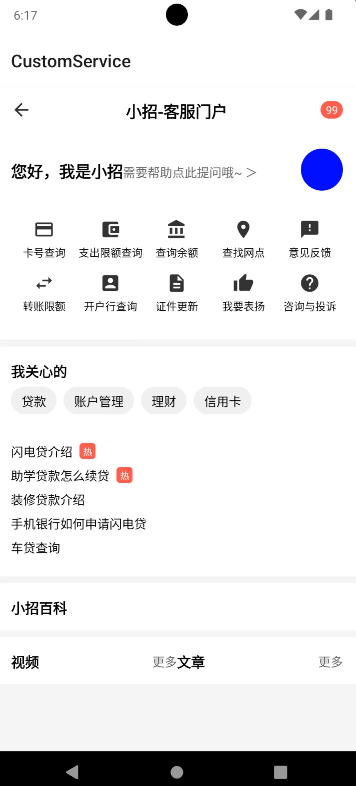 6:17
CustomService
小招-客服门户
99
您好，我是小招需要帮助点此提问哦~ ＞
卡号查询 支出限额查询 查询余额 查找网点 意见反馈
转账限额 开户行查询 证件更新 我要表扬 咨询与投诉
我关心的
贷款 账户管理 理财 信用卡
闪电贷介绍 热
助学贷款怎么续贷 热
装修贷款介绍
手机银行如何申请闪电贷
车贷查询
小招百科
视频 更多文章 更多